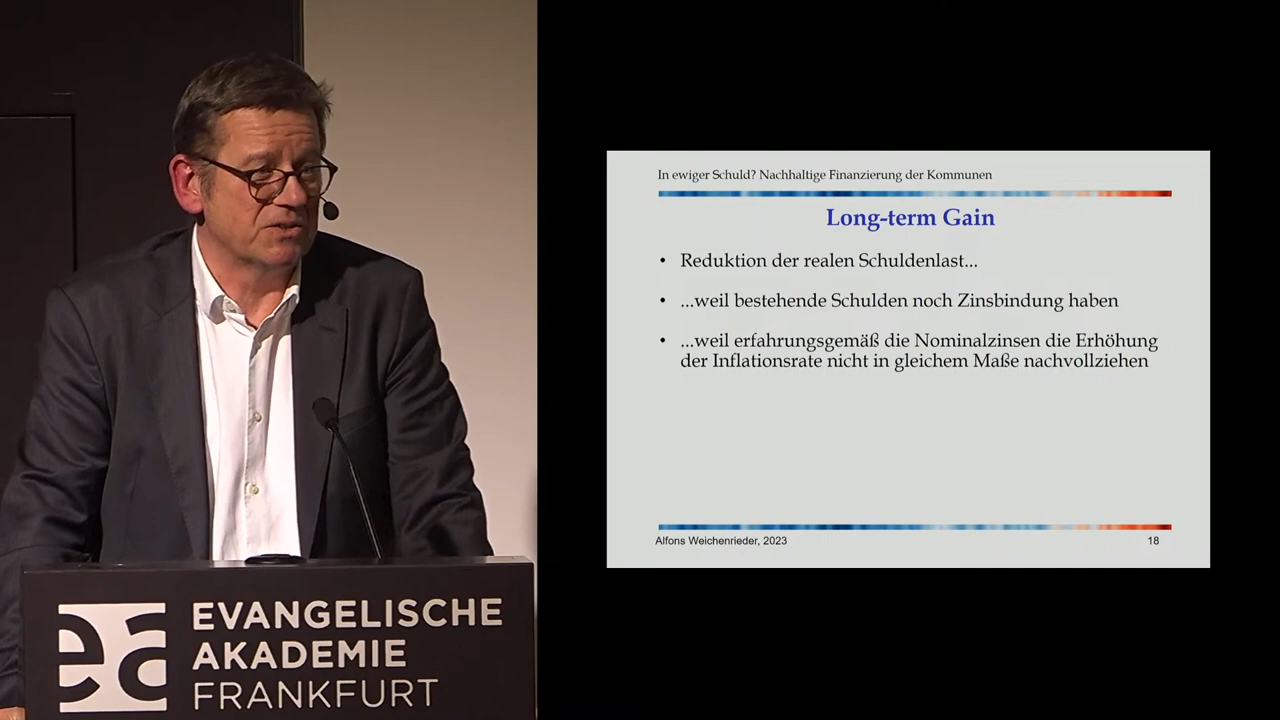 In ewiger Schuld? Nachhaltige Finanzierung der Kommunen
Long-term Gain
• Reduktion der realen Schuldenlast...
• ...weil bestehende Schulden noch Zinsbindung haben
• ...weil erfahrungsgemäß die Nominalzinsen die Erhöhung
der Inflationsrate nicht in gleichem Maße nachvollziehen
Alfons Weichenrieder, 2023
18
ea
EVANGELISCHE
AKADEMIE
FRANKFURT